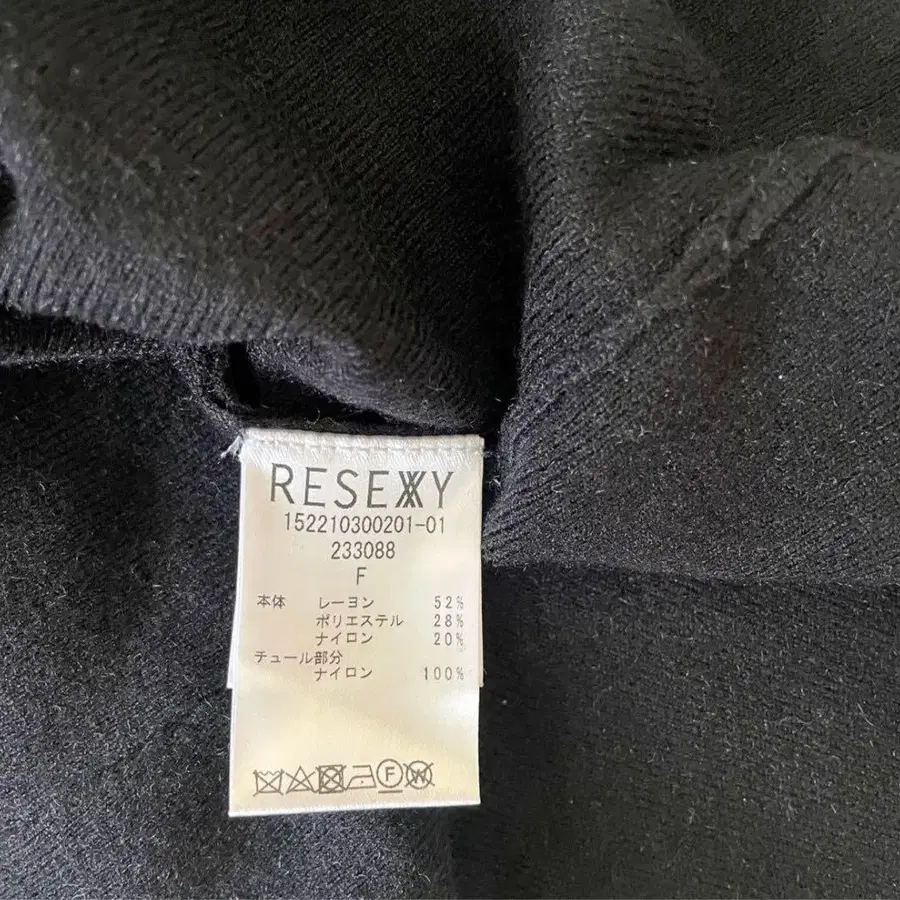 RESEXXY
152210300201-01
233088
F
本体 レーヨン 52%
ポリエステル 28%
ナイロン 20%
チュール部分
ナイロン 100%
F W